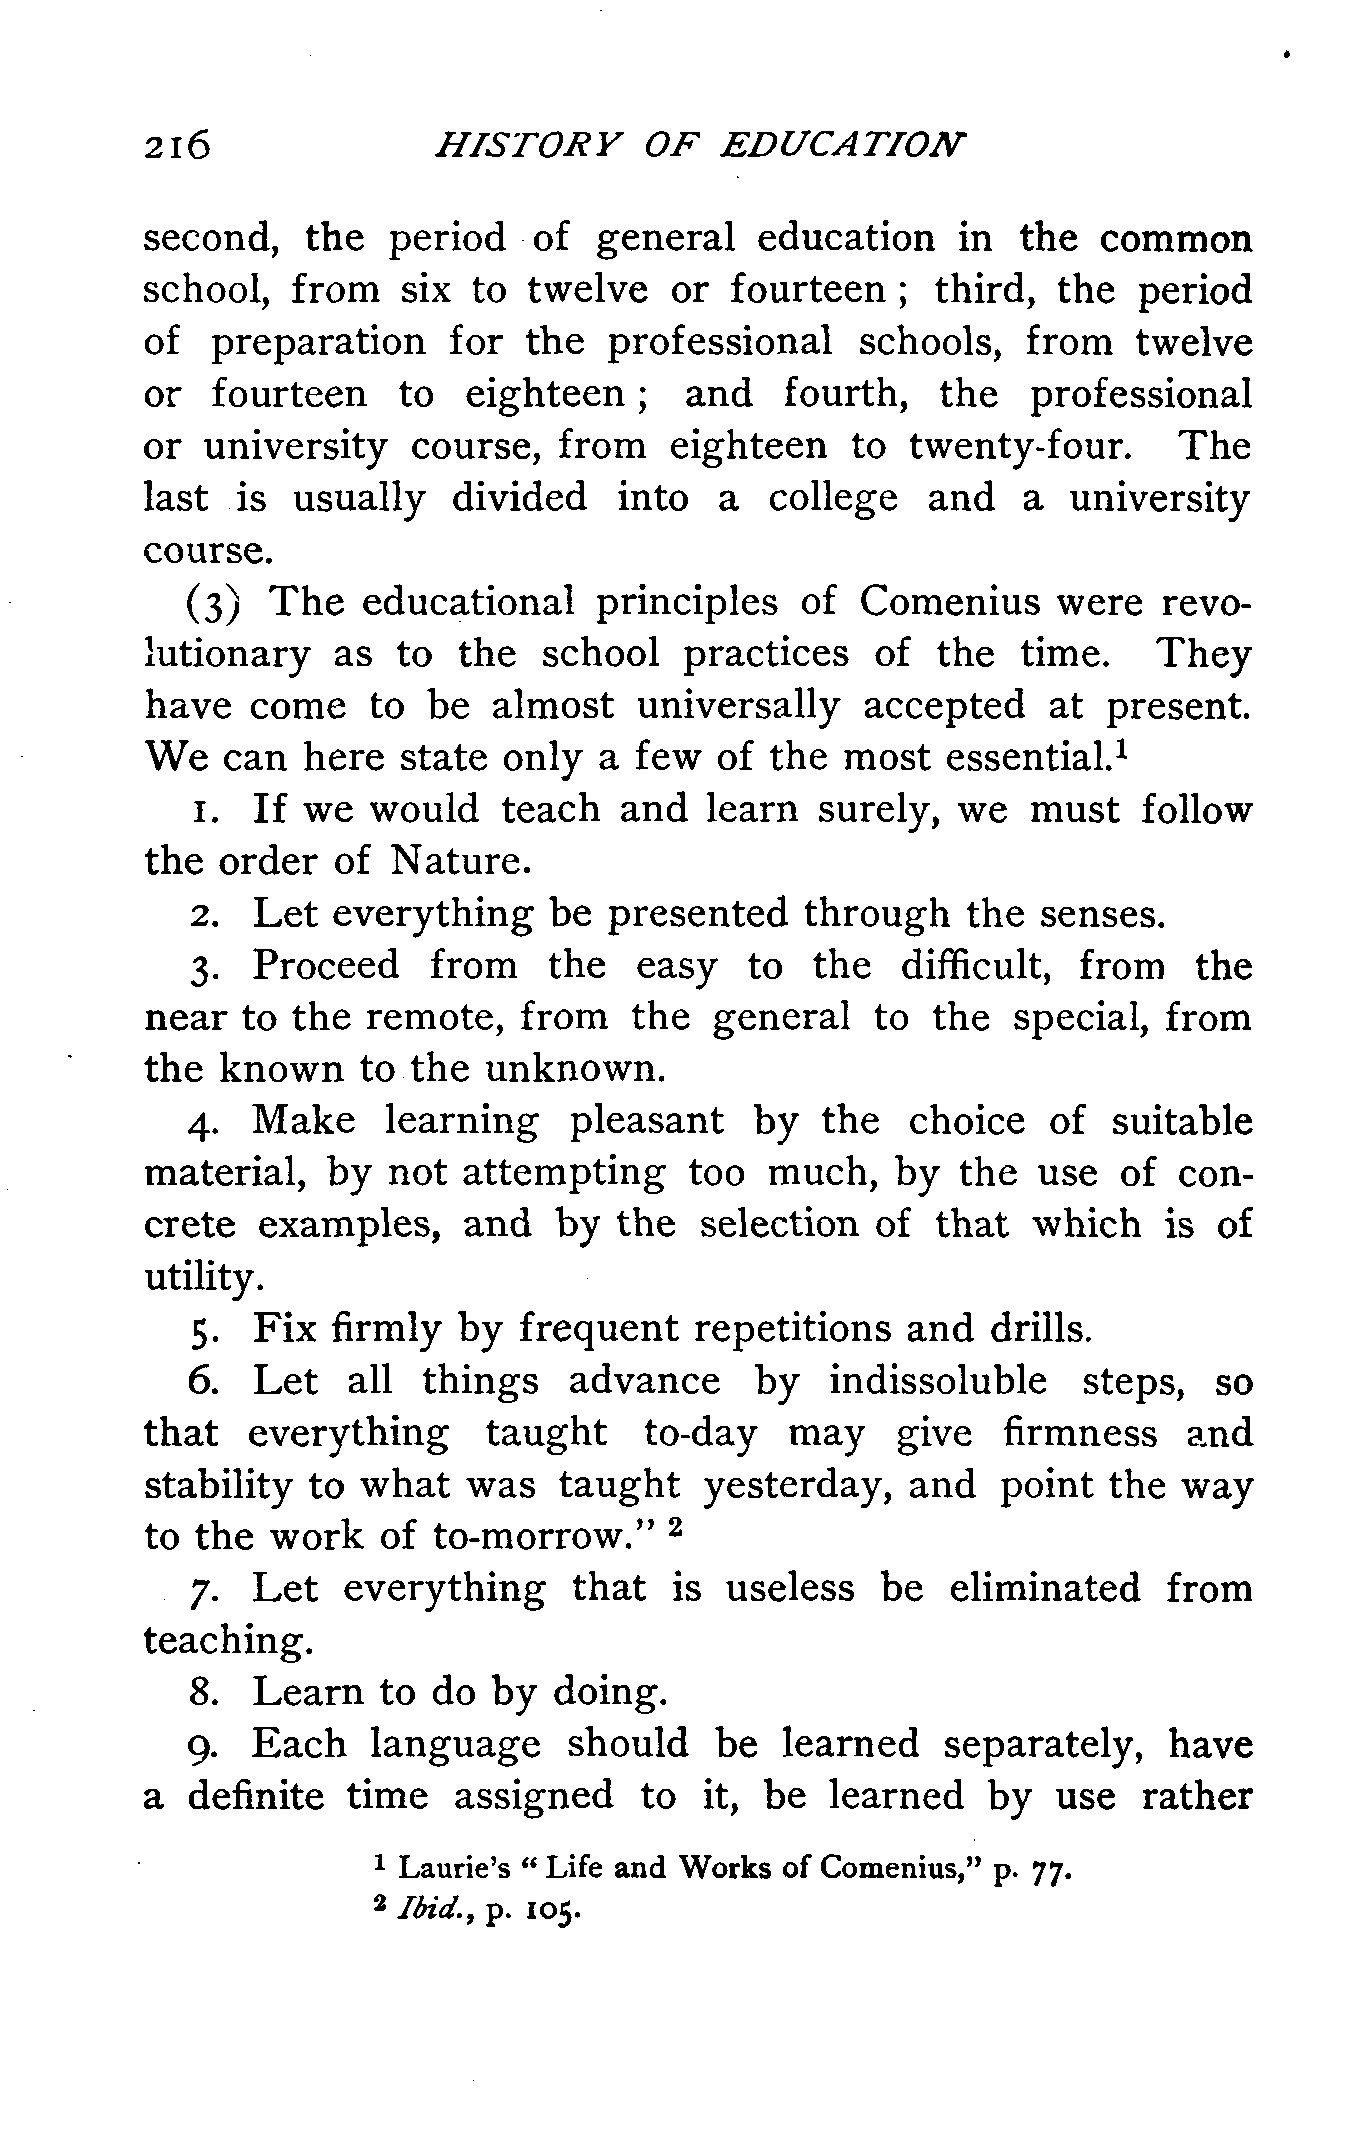 216 HISTORY OF EDUCATION
second, the period of general education in the common
school, from six to twelve or fourteen ; third, the period
of preparation for the professional schools, from twelve
or fourteen to eighteen ; and fourth, the professional
or university course, from eighteen to twenty-four. The
last is usually divided into a college and a university
course.
(3) The educational principles of Comenius were revo-
lutionary as to the school practices of the time. They
have come to be almost universally accepted at present.
We can here state only a few of the most essential.¹
1. If we would teach and learn surely, we must follow
the order of Nature.
2. Let everything be presented through the senses.
3. Proceed from the easy to the difficult, from the
near to the remote, from the general to the special, from
the known to the unknown.
4. Make learning pleasant by the choice of suitable
material, by not attempting too much, by the use of con-
crete examples, and by the selection of that which is of
utility.
5. Fix firmly by frequent repetitions and drills.
6. Let all things advance by indissoluble steps, so
that everything taught to-day may give firmness and
stability to what was taught yesterday, and point the way
to the work of to-morrow." ²
7. Let everything that is useless be eliminated from
teaching.
8. Learn to do by doing.
9. Each language should be learned separately, have
a definite time assigned to it, be learned by use rather
¹ Laurie's "Life and Works of Comenius," p. 77.
² Ibid., p. 105.